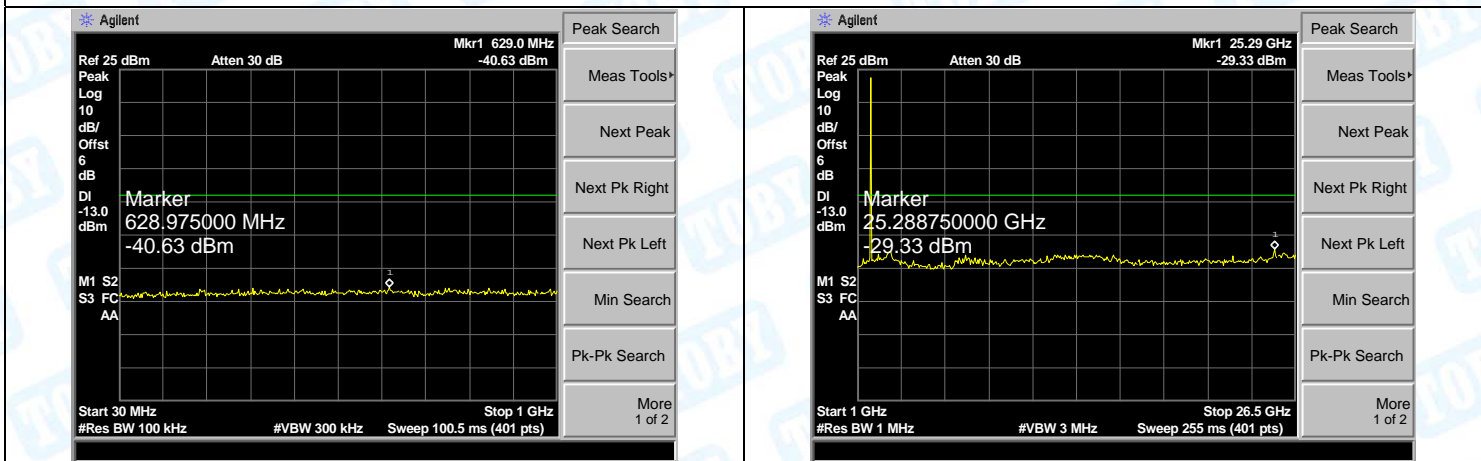 Agilent
Peak Search
Mkr1 629.0 MHz
Ref 25 dBm Atten 30 dB -40.63 dBm
Peak
Log
10
dB/
Offst
6
dB
DI
-13.0
dBm
Marker
628.975000 MHz
-40.63 dBm
1
M1 S2
S3 FC
AA
Start 30 MHz Stop 1 GHz
#Res BW 100 kHz #VBW 300 kHz Sweep 100.5 ms (401 pts)
Meas Tools
Next Peak
Next Pk Right
Next Pk Left
Min Search
Pk-Pk Search
More
1 of 2
Agilent
Peak Search
Mkr1 25.29 GHz
Ref 25 dBm Atten 30 dB -29.33 dBm
Peak
Log
10
dB/
Offst
6
dB
DI
-13.0
dBm
Marker
25.288750000 GHz
-29.33 dBm
1
M1 S2
S3 FC
AA
Start 1 GHz Stop 26.5 GHz
#Res BW 1 MHz #VBW 3 MHz Sweep 255 ms (401 pts)
Meas Tools
Next Peak
Next Pk Right
Next Pk Left
Min Search
Pk-Pk Search
More
1 of 2
TOBY